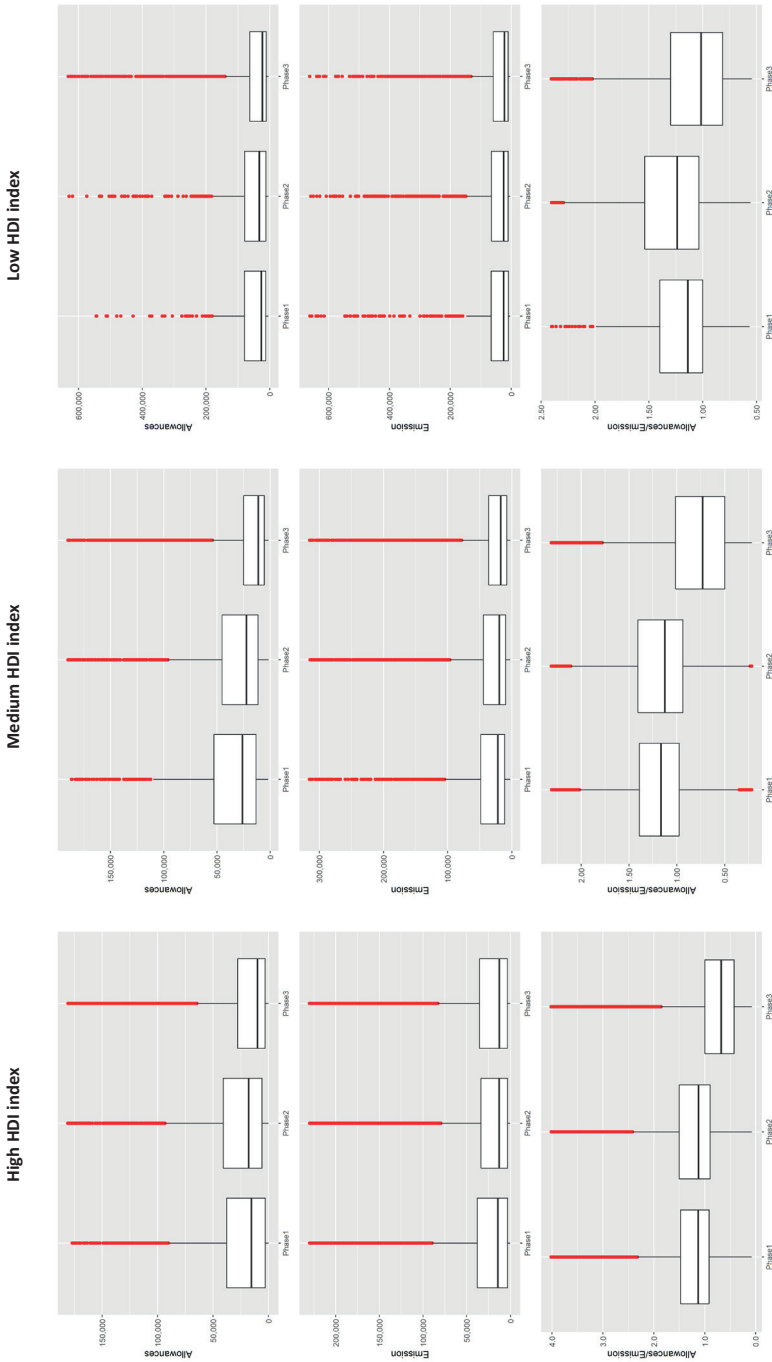 High HDI index
Allowances
150,000
100,000
50,000
0
Phase1 Phase2 Phase3
Emission
200,000
150,000
100,000
50,000
0
Phase1 Phase2 Phase3
Allowances/Emission
4.0
3.0
2.0
1.0
0.0
Phase1 Phase2 Phase3
Medium HDI index
Allowances
150,000
100,000
50,000
0
Phase1 Phase2 Phase3
Emission
300,000
200,000
100,000
0
Phase1 Phase2 Phase3
Allowances/Emission
2.00
1.50
1.00
0.50
Phase1 Phase2 Phase3
Low HDI index
Allowances
600,000
400,000
200,000
0
Phase1 Phase2 Phase3
Emission
600,000
400,000
200,000
0
Phase1 Phase2 Phase3
Allowances/Emission
2.50
2.00
1.50
1.00
0.50
Phase1 Phase2 Phase3